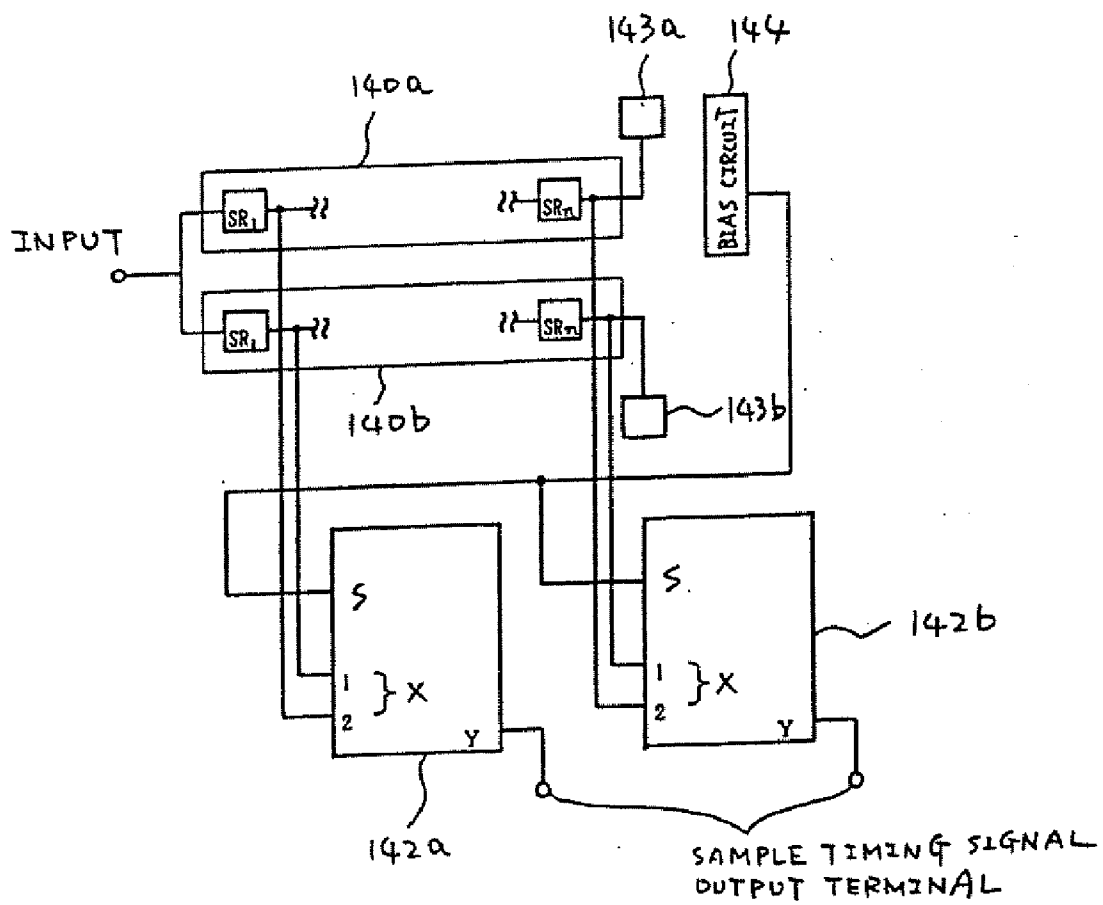 143a
144
140a
BIAS CIRCUIT
SR1
SRn
INPUT
SR1
SRn
140b
143b
S
S
142b
1
} X
2
1
} X
2
Y
Y
142a
SAMPLE TIMING SIGNAL
OUTPUT TERMINAL